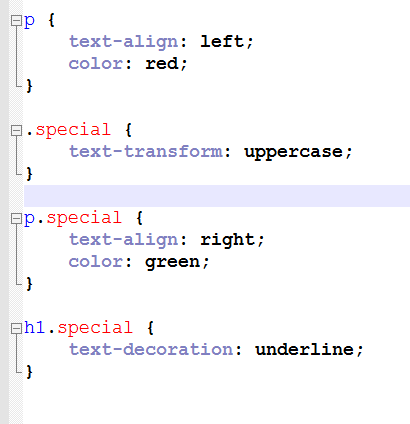 p {
    text-align: left;
    color: red;
}

.special {
    text-transform: uppercase;
}

p.special {
    text-align: right;
    color: green;
}

h1.special {
    text-decoration: underline;
}